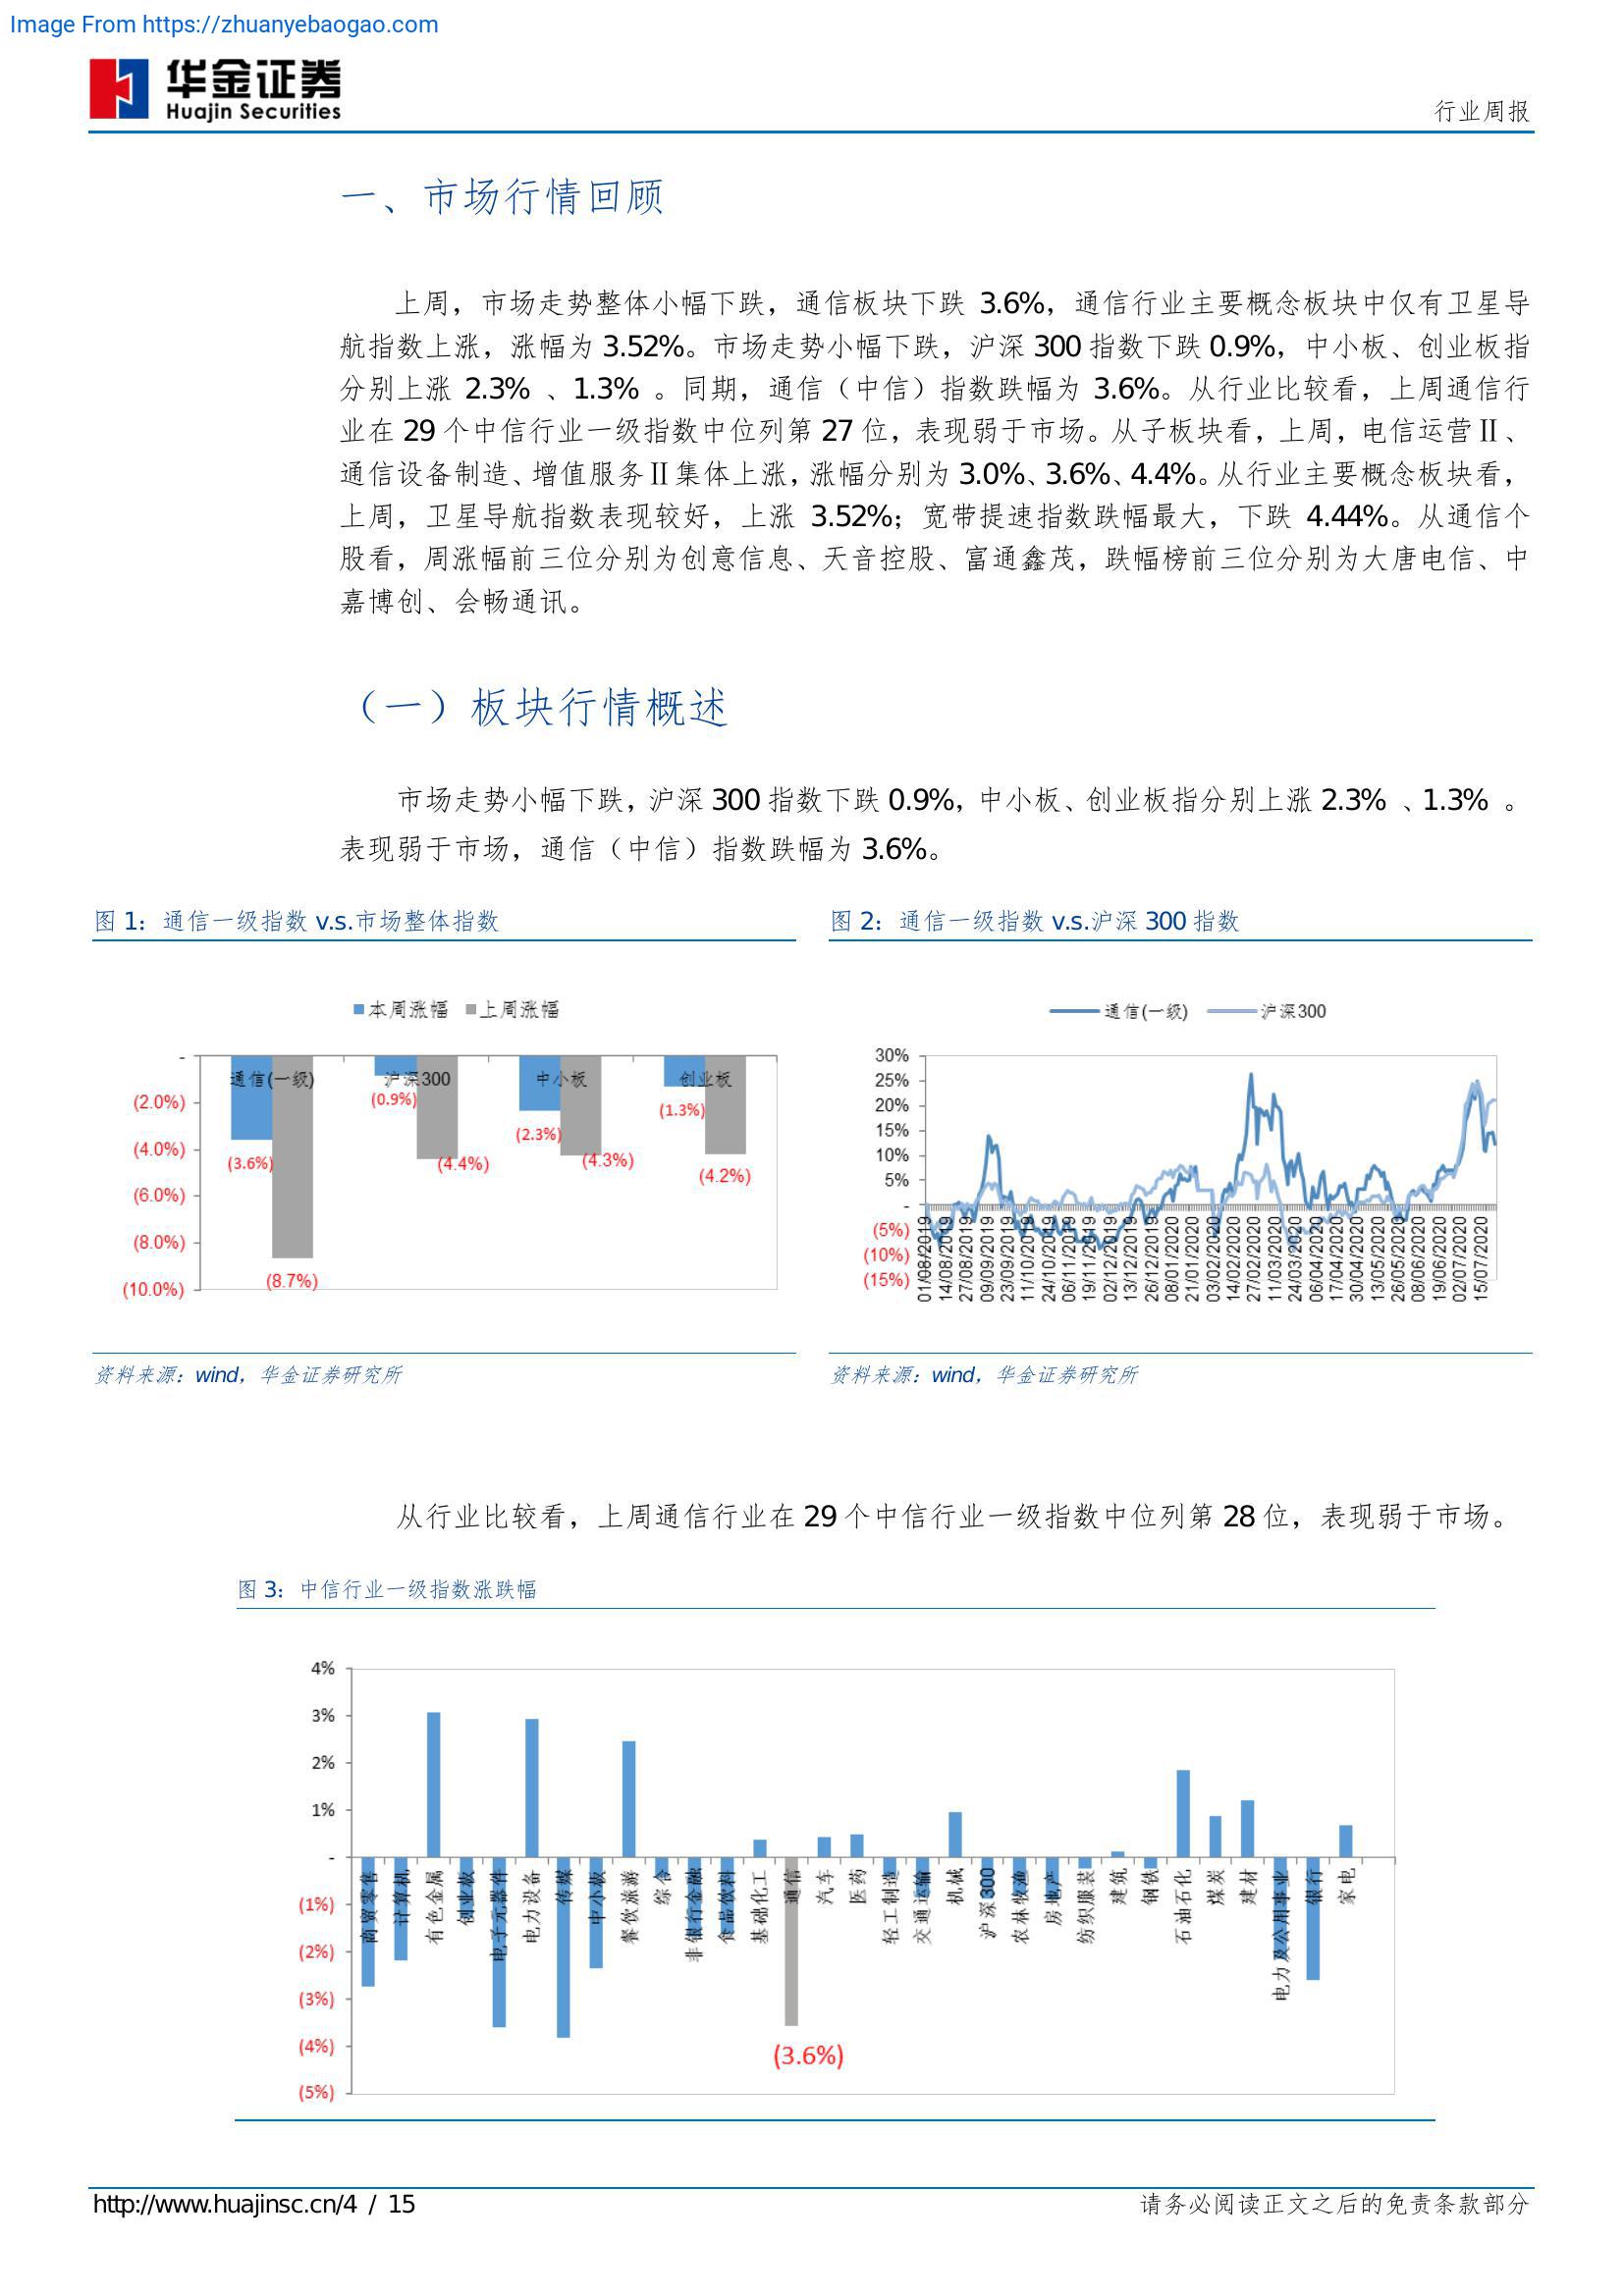 Image From https://zhuanyebaogao.com
华金证券
Huajin Securities
行业周报
一、市场行情回顾
上周，市场走势整体小幅下跌，通信板块下跌 3.6%，通信行业主要概念板块中仅有卫星导
航指数上涨，涨幅为 3.52%。市场走势小幅下跌，沪深 300 指数下跌 0.9%，中小板、创业板指
分别上涨 2.3% 、1.3% 。同期，通信（中信）指数跌幅为 3.6%。从行业比较看，上周通信行
业在 29 个中信行业一级指数中位列第 27 位，表现弱于市场。从子板块看，上周，电信运营Ⅱ、
通信设备制造、增值服务Ⅱ集体上涨，涨幅分别为 3.0%、3.6%、4.4%。从行业主要概念板块看，
上周，卫星导航指数表现较好，上涨 3.52%；宽带提速指数跌幅最大，下跌 4.44%。从通信个
股看，周涨幅前三位分别为创意信息、天音控股、富通鑫茂，跌幅榜前三位分别为大唐电信、中
嘉博创、会畅通讯。
（一）板块行情概述
市场走势小幅下跌，沪深 300 指数下跌 0.9%，中小板、创业板指分别上涨 2.3% 、1.3% 。
表现弱于市场，通信（中信）指数跌幅为 3.6%。
图 1：通信一级指数 v.s.市场整体指数
本周涨幅 上周涨幅
-
(2.0%)
(4.0%)
(6.0%)
(8.0%)
(10.0%)
通信(一级) 沪深300 中小板 创业板
(3.6%) (0.9%) (2.3%) (1.3%)
(8.7%) (4.4%) (4.3%) (4.2%)
资料来源：wind，华金证券研究所
图 2：通信一级指数 v.s.沪深 300 指数
通信(一级) 沪深300
30%
25%
20%
15%
10%
5%
-
(5%)
(10%)
(15%)
01/08/2019
14/08/2019
27/08/2019
09/09/2019
23/09/2019
11/10/2019
24/10/2019
06/11/2019
19/11/2019
02/12/2019
13/12/2019
26/12/2019
08/01/2020
21/01/2020
03/02/2020
14/02/2020
27/02/2020
11/03/2020
24/03/2020
06/04/2020
17/04/2020
30/04/2020
13/05/2020
26/05/2020
08/06/2020
19/06/2020
02/07/2020
15/07/2020
资料来源：wind，华金证券研究所
从行业比较看，上周通信行业在 29 个中信行业一级指数中位列第 28 位，表现弱于市场。
图 3：中信行业一级指数涨跌幅
4%
3%
2%
1%
-
(1%)
(2%)
(3%)
(4%)
(5%)
商贸零售
计算机
有色金属
创业板
电子元器件
电力设备
传媒
中小板
餐饮旅游
综合
非银行金融
食品饮料
基础化工
通信
汽车
医药
轻工制造
交通运输
机械
沪深300
农林牧渔
房地产
纺织服装
建筑
钢铁
石油石化
煤炭
建材
电力及公用事业
银行
家电
(3.6%)
http://www.huajinsc.cn/4 / 15
请务必阅读正文之后的免责条款部分